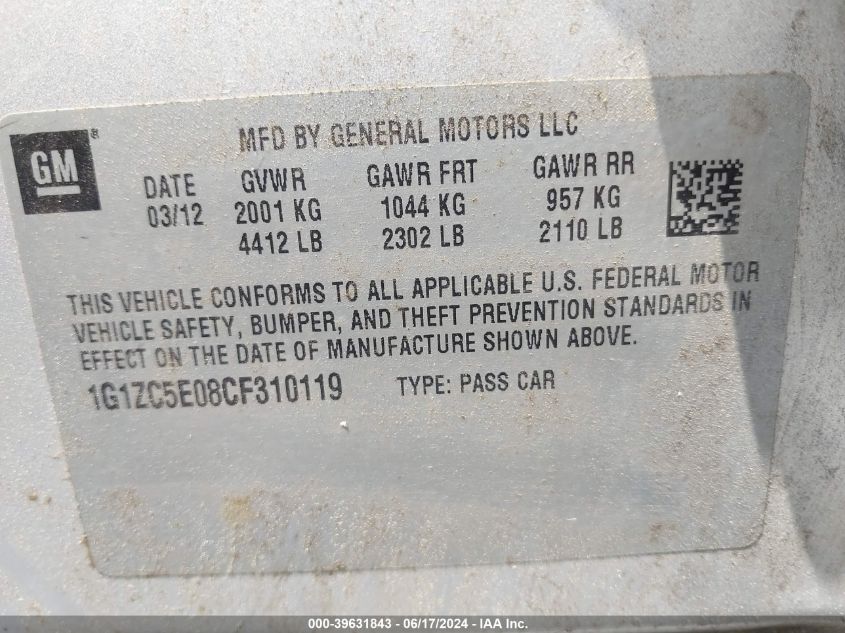 GM®
MFD BY GENERAL MOTORS LLC
DATE GVWR GAWR FRT GAWR RR
03/12 2001 KG 1044 KG 957 KG
4412 LB 2302 LB 2110 LB
THIS VEHICLE CONFORMS TO ALL APPLICABLE U.S. FEDERAL MOTOR
VEHICLE SAFETY, BUMPER, AND THEFT PREVENTION STANDARDS IN
EFFECT ON THE DATE OF MANUFACTURE SHOWN ABOVE.
1G1ZC5E08CF310119 TYPE: PASS CAR
000-39631843 - 06/17/2024 - IAA Inc.